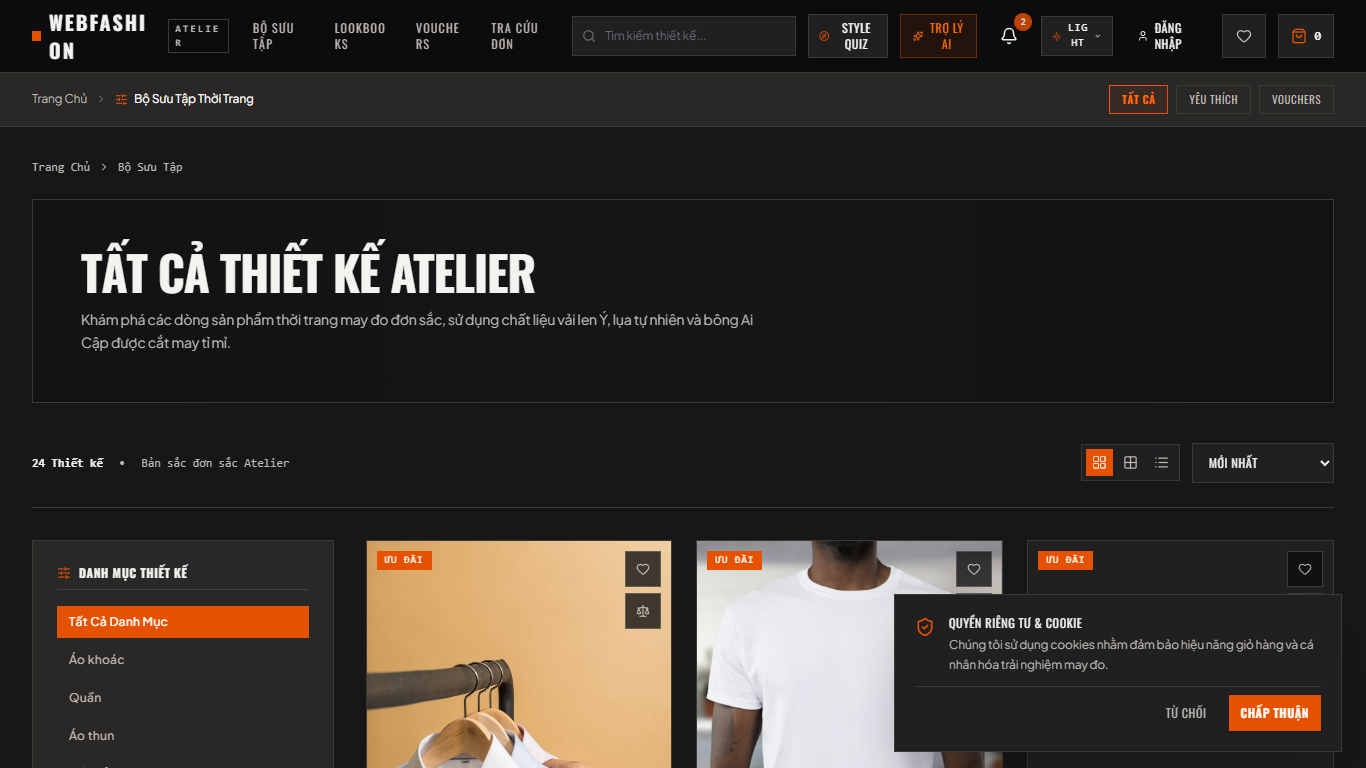 WEBFASHI
ON
ATELIE
R
BỘ SƯU
TẬP
LOOKBOO
KS
VOUCHE
RS
TRA CỨU
ĐƠN
Tìm kiếm thiết kế...
STYLE
QUIZ
TRỢ LÝ
AI
2
LIG
HT
ĐĂNG
NHẬP
0
Trang Chủ > Bộ Sưu Tập Thời Trang
TẤT CẢ
YÊU THÍCH
VOUCHERS
Trang Chủ > Bộ Sưu Tập
TẤT CẢ THIẾT KẾ ATELIER
Khám phá các dòng sản phẩm thời trang may đo đơn sắc, sử dụng chất liệu vải len Ý, lụa tự nhiên và bông Ai
Cập được cắt may tỉ mỉ.
24 Thiết kế • Bản sắc đơn sắc Atelier
MỚI NHẤT
DANH MỤC THIẾT KẾ
Tất Cả Danh Mục
Áo khoác
Quần
Áo thun
ƯU ĐÃI
ƯU ĐÃI
ƯU ĐÃI
QUYỀN RIÊNG TƯ & COOKIE
Chúng tôi sử dụng cookies nhằm đảm bảo hiệu năng giỏ hàng và cá
nhân hóa trải nghiệm may đo.
TỪ CHỐI
CHẤP THUẬN